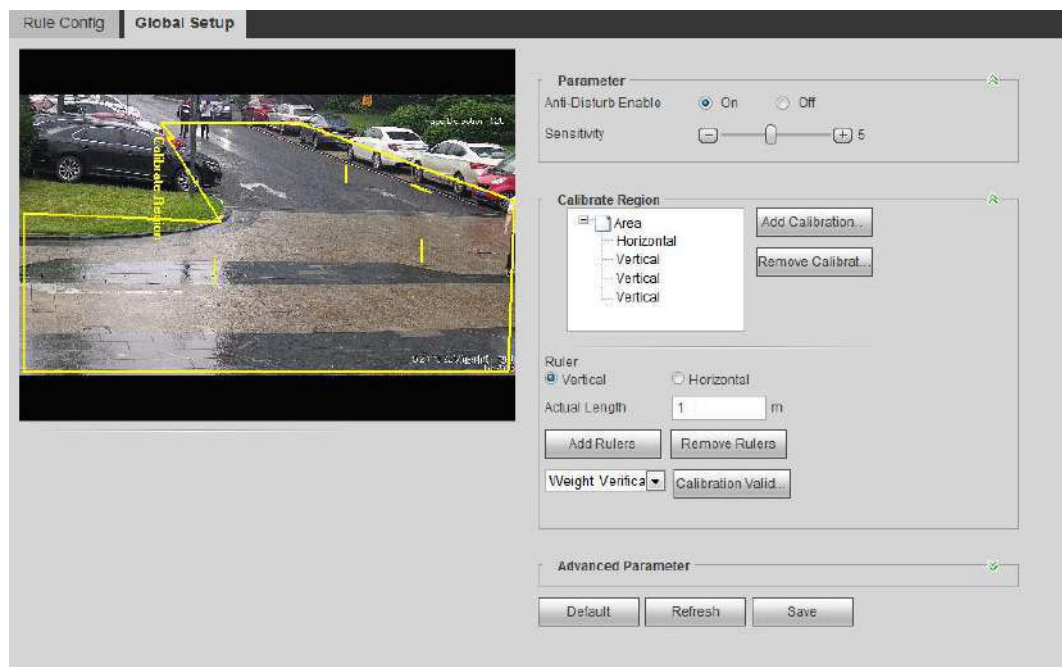 Rule Config Global Setup
Calibrate Region
Parameter
Anti-Disturb Enable On Off
Sensitivity 5
Calibrate Region
Area
Horizontal
Vertical
Vertical
Vertical
Add Calibration..
Remove Calibrat...
Ruler
Vertical Horizontal
Actual Length 1 m
Add Rulers Remove Rulers
Weight Verifica Calibration Valid...
Advanced Parameter
Default Refresh Save